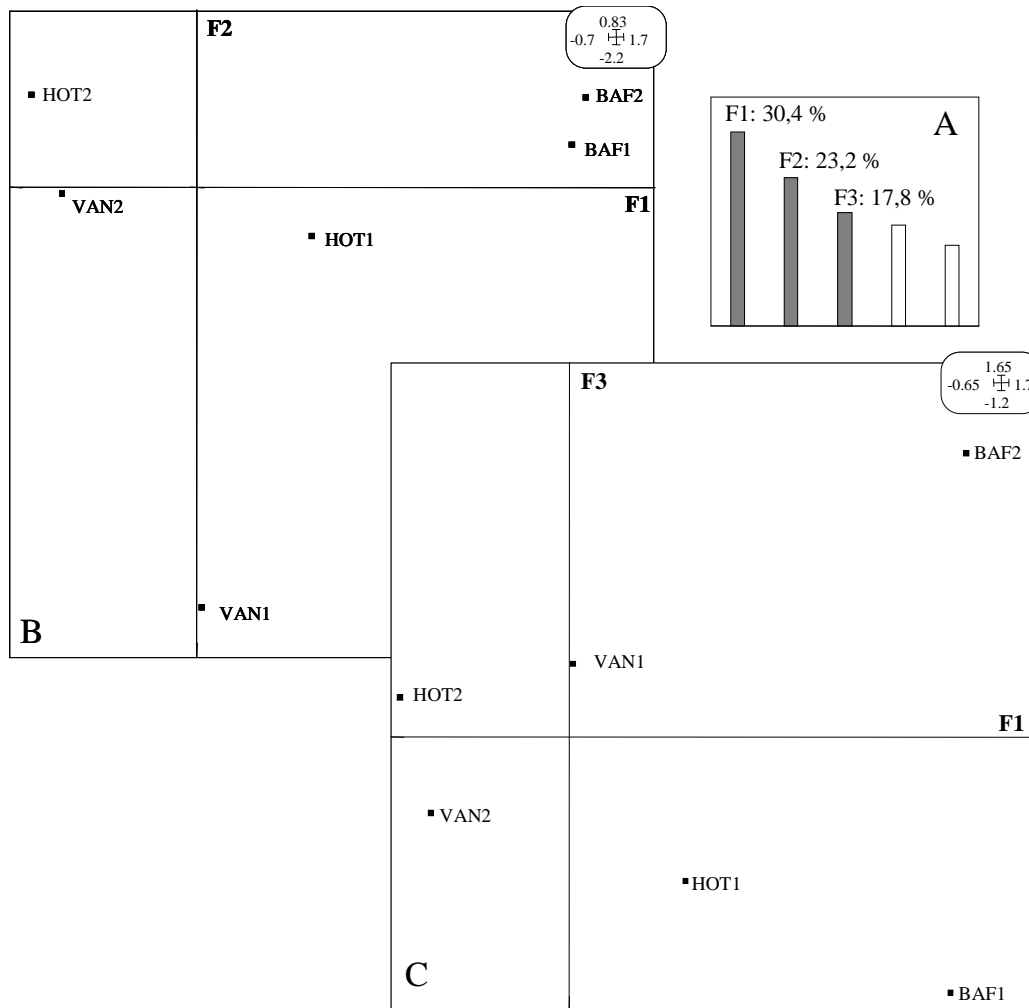 F2
0.83
-0.7 1.7
-2.2
HOT2
BAF2
BAF1
VAN2
F1
HOT1
VAN1
B
A
F1: 30,4 %
F2: 23,2 %
F3: 17,8 %
F3
1.65
-0.65 1.7
-1.2
BAF2
VAN1
HOT2
F1
VAN2
HOT1
C
BAF1